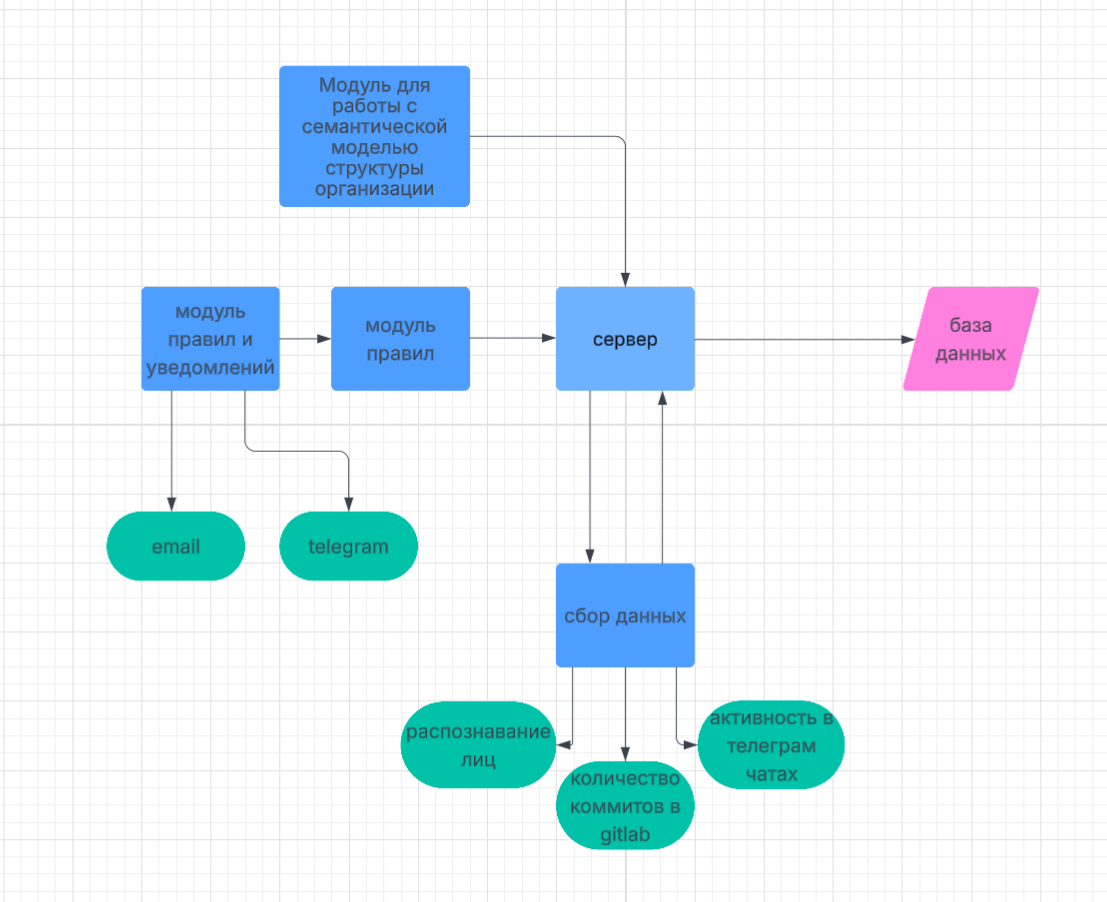 Модуль для
работы с
семантической
моделью
структуры
организации
модуль
правил и
уведомлений
модуль
правил
сервер
база
данных
email
telegram
сбор данных
распознавание
лиц
количество
коммитов в
gitlab
активность в
телеграм
чатах